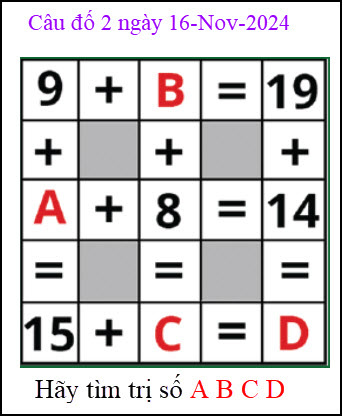 Câu đố 2 ngày 16-Nov-2024
9 + B = 19
+ + +
A + 8 = 14
= = =
15 + C = D
Hãy tìm trị số A B C D